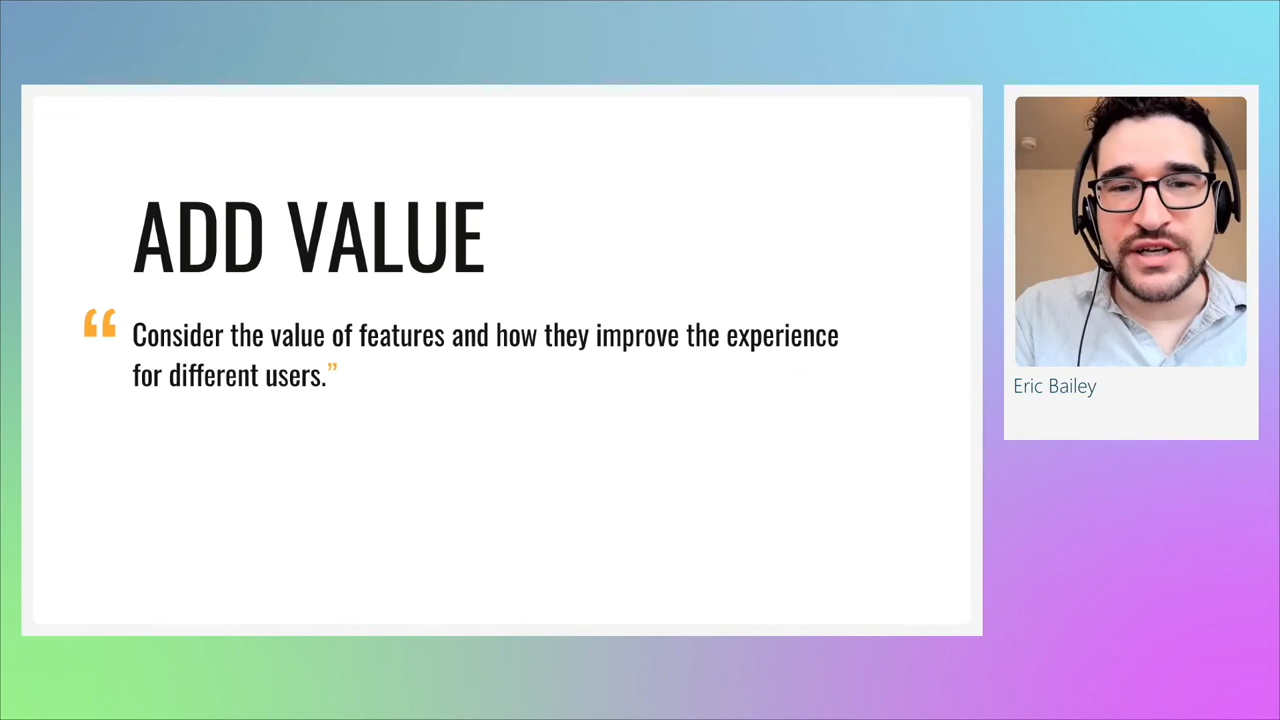 ADD VALUE
“ Consider the value of features and how they improve the experience
for different users.”
Eric Bailey